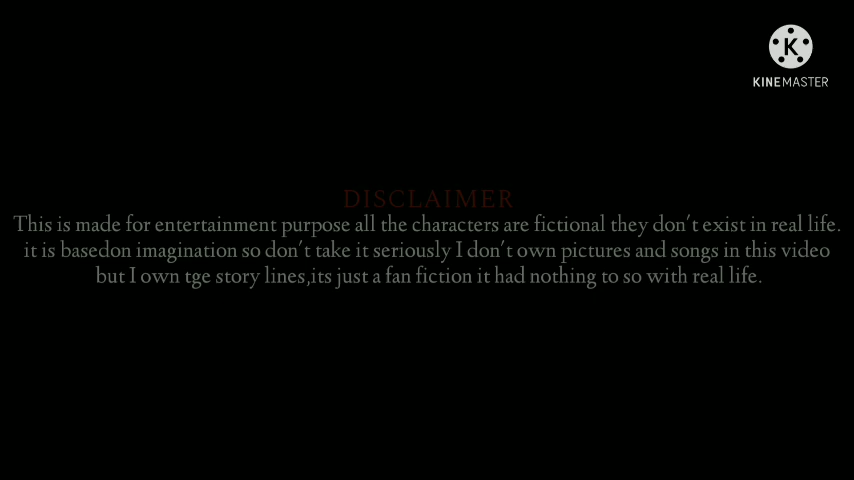 K
KINEMASTER
DISCLAIMER
This is made for entertainment purpose all the characters are fictional they don't exist in real life.
it is basedon imagination so don't take it seriously I don't own pictures and songs in this video
but I own tge story lines,its just a fan fiction it had nothing to so with real life.